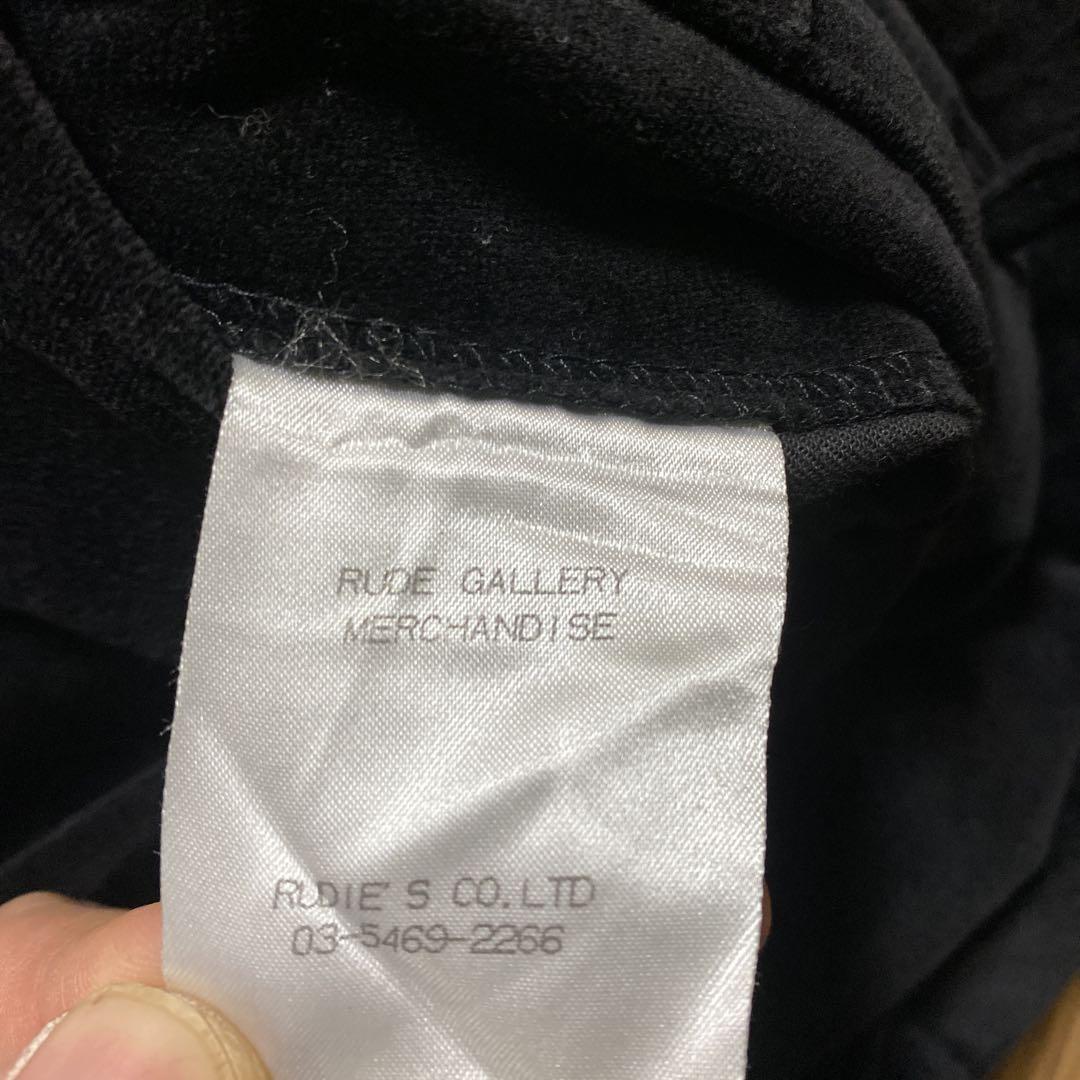 RUDE GALLERY
MERCHANDISE
RUDIE'S CO.LTD
03-5469-2266